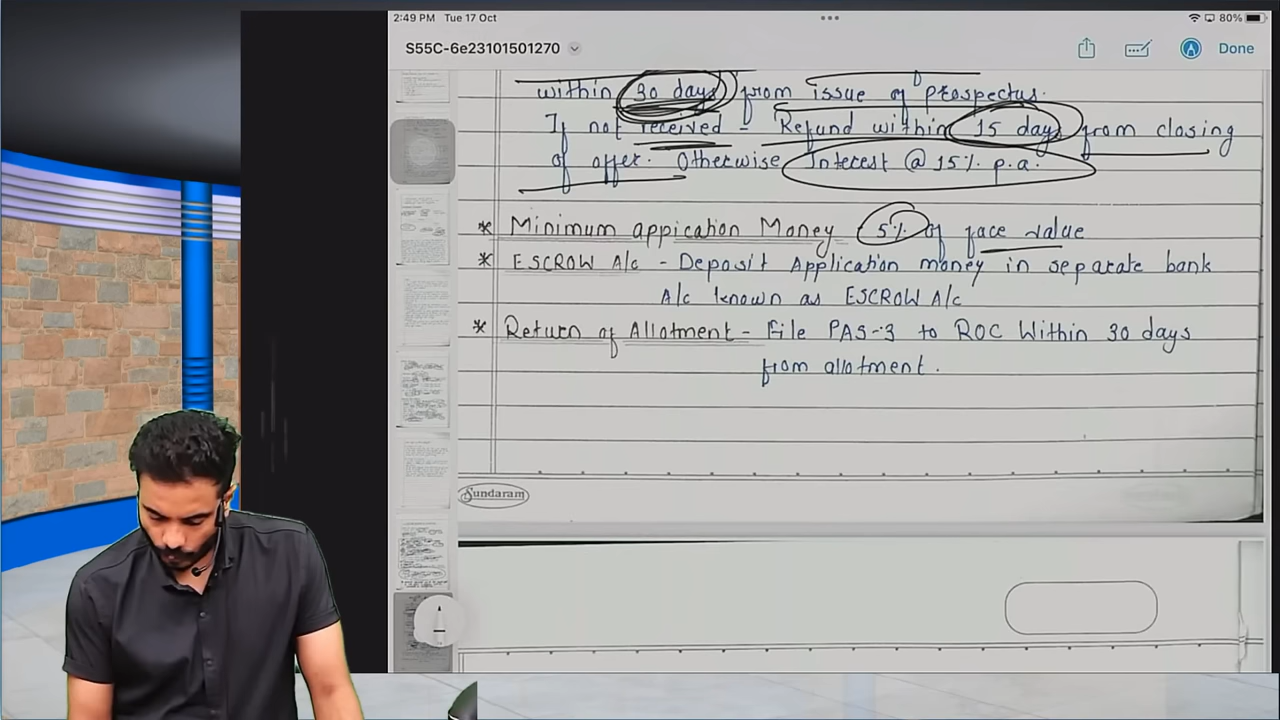 2:49 PM Tue 17 Oct
80%
S55C-6e23101501270
Done
within 30 days from issue of prospectus.
If not received - Refund within 15 days from closing
of offer. Otherwise Interest @ 15% p.a.
* Minimum appication Money 5% of face value
* ESCROW A/c - Deposit Application money in separate bank
A/c known as ESCROW A/c
* Return of Allotment - File PAS-3 to ROC Within 30 days
from allotment.
Sundaram